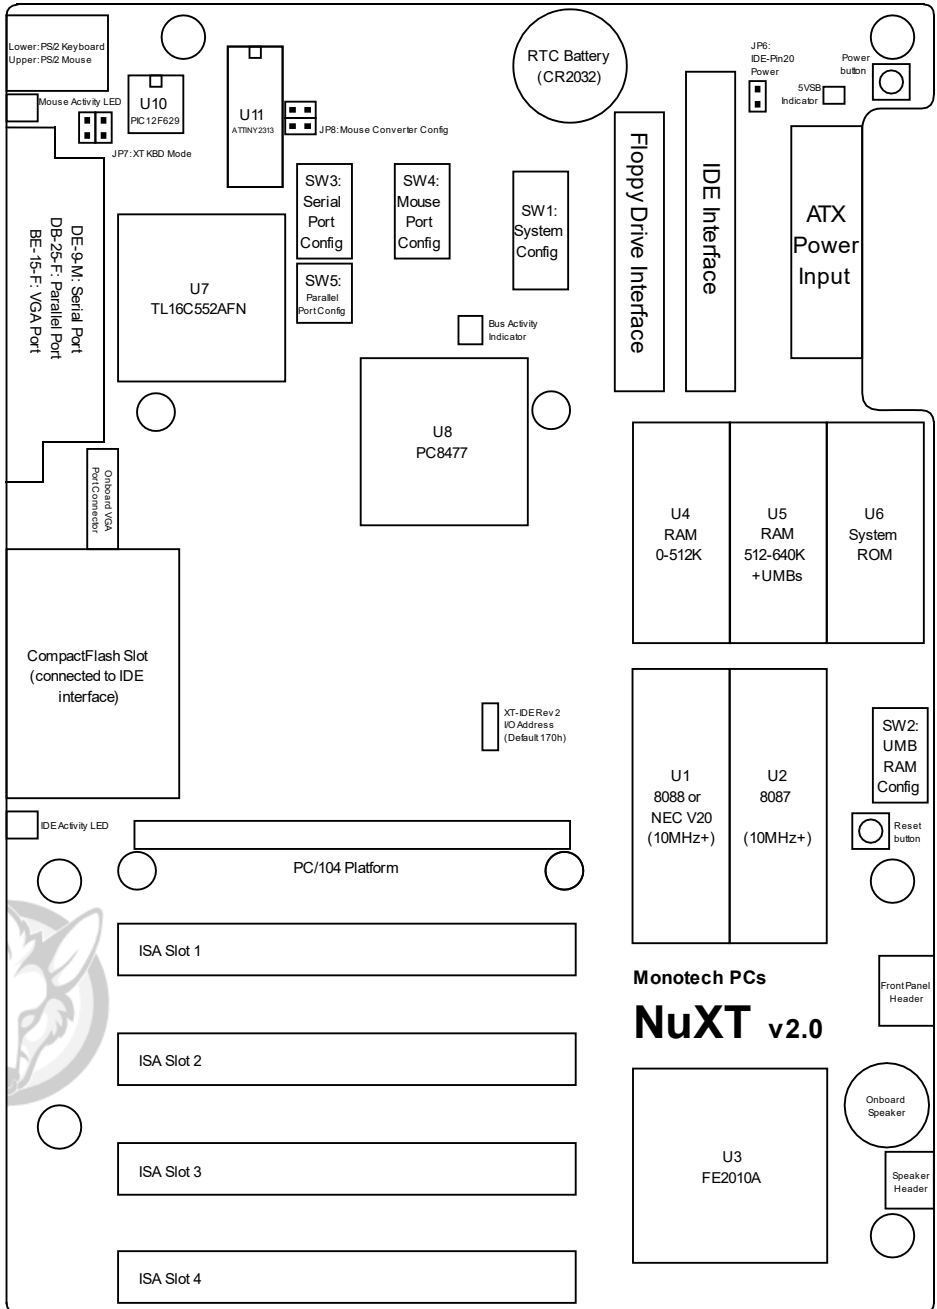 Lower: PS/2 Keyboard
Upper: PS/2 Mouse
Mouse Activity LED
U10
PIC12F629
JP7: XT KBD Mode
U11
ATTINY2313
JP8: Mouse Converter Config
RTC Battery
(CR2032)
JP6:
IDE-Pin20
Power
Power
button
5VSB
Indicator
SW3:
Serial
Port
Config
SW4:
Mouse
Port
Config
SW1:
System
Config
SW5:
Parallel
Port Config
Floppy Drive Interface
IDE Interface
ATX
Power
Input
DE-9-M: Serial Port
DB-25-F: Parallel Port
BE-15-F: VGA Port
U7
TL16C552AFN
Bus Activity
Indicator
U8
PC8477
Onboard VGA
Port Connector
U4
RAM
0-512K
U5
RAM
512-640K
+UMBs
U6
System
ROM
CompactFlash Slot
(connected to IDE
interface)
XT-IDE Rev 2
I/O Address
(Default 170h)
U1
8088 or
NEC V20
(10MHz+)
U2
8087
(10MHz+)
SW2:
UMB
RAM
Config
Reset
button
IDE Activity LED
PC/104 Platform
ISA Slot 1
ISA Slot 2
ISA Slot 3
ISA Slot 4
Monotech PCs
NuXT v2.0
Front Panel
Header
Onboard
Speaker
U3
FE2010A
Speaker
Header